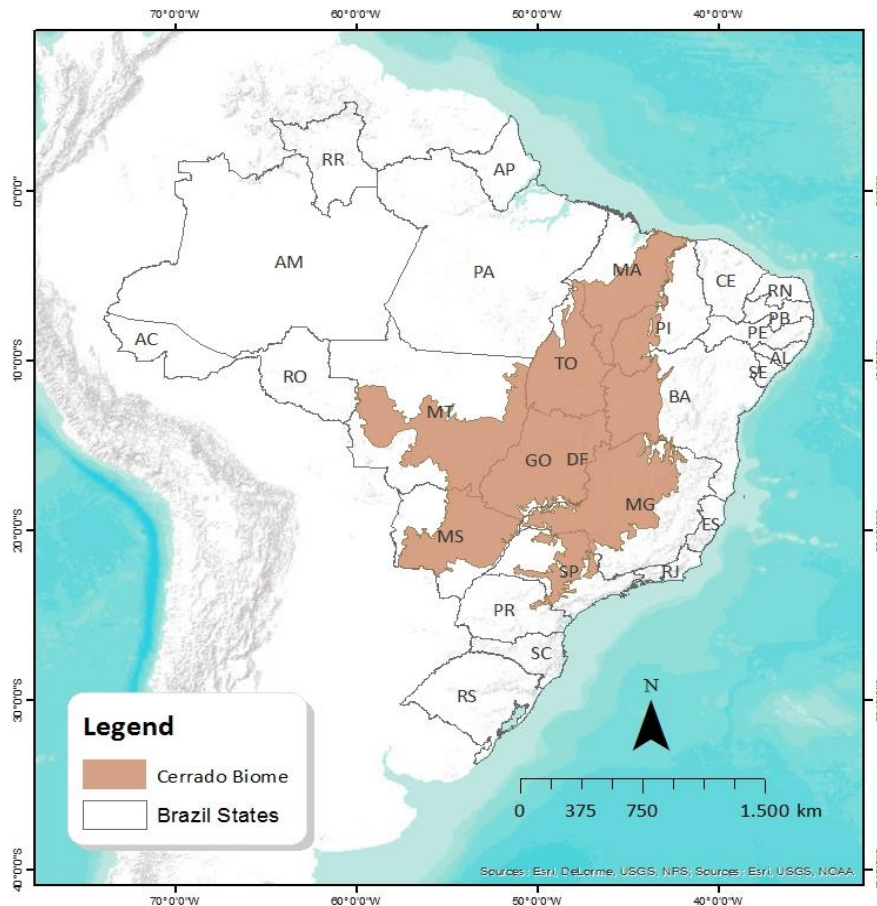 70°0'0"W 60°0'0"W 50°0'0"W 40°0'0"W
0°0'0"
10°0'0"S
20°0'0"S
30°0'0"S
40°0'0"S
RR
AP
AM
PA
MA
CE
RN
PB
PE
PI
AC
AL
SE
TO
RO
BA
MT
GO
DF
MG
ES
MS
SP
RJ
PR
SC
RS
N
Legend
Cerrado Biome
Brazil States
0 375 750 1.500 km
Sources: Esri, DeLorme, USGS, NPS, Sources: Esri, USGS, NOAA
70°0'0"W 60°0'0"W 50°0'0"W 40°0'0"W